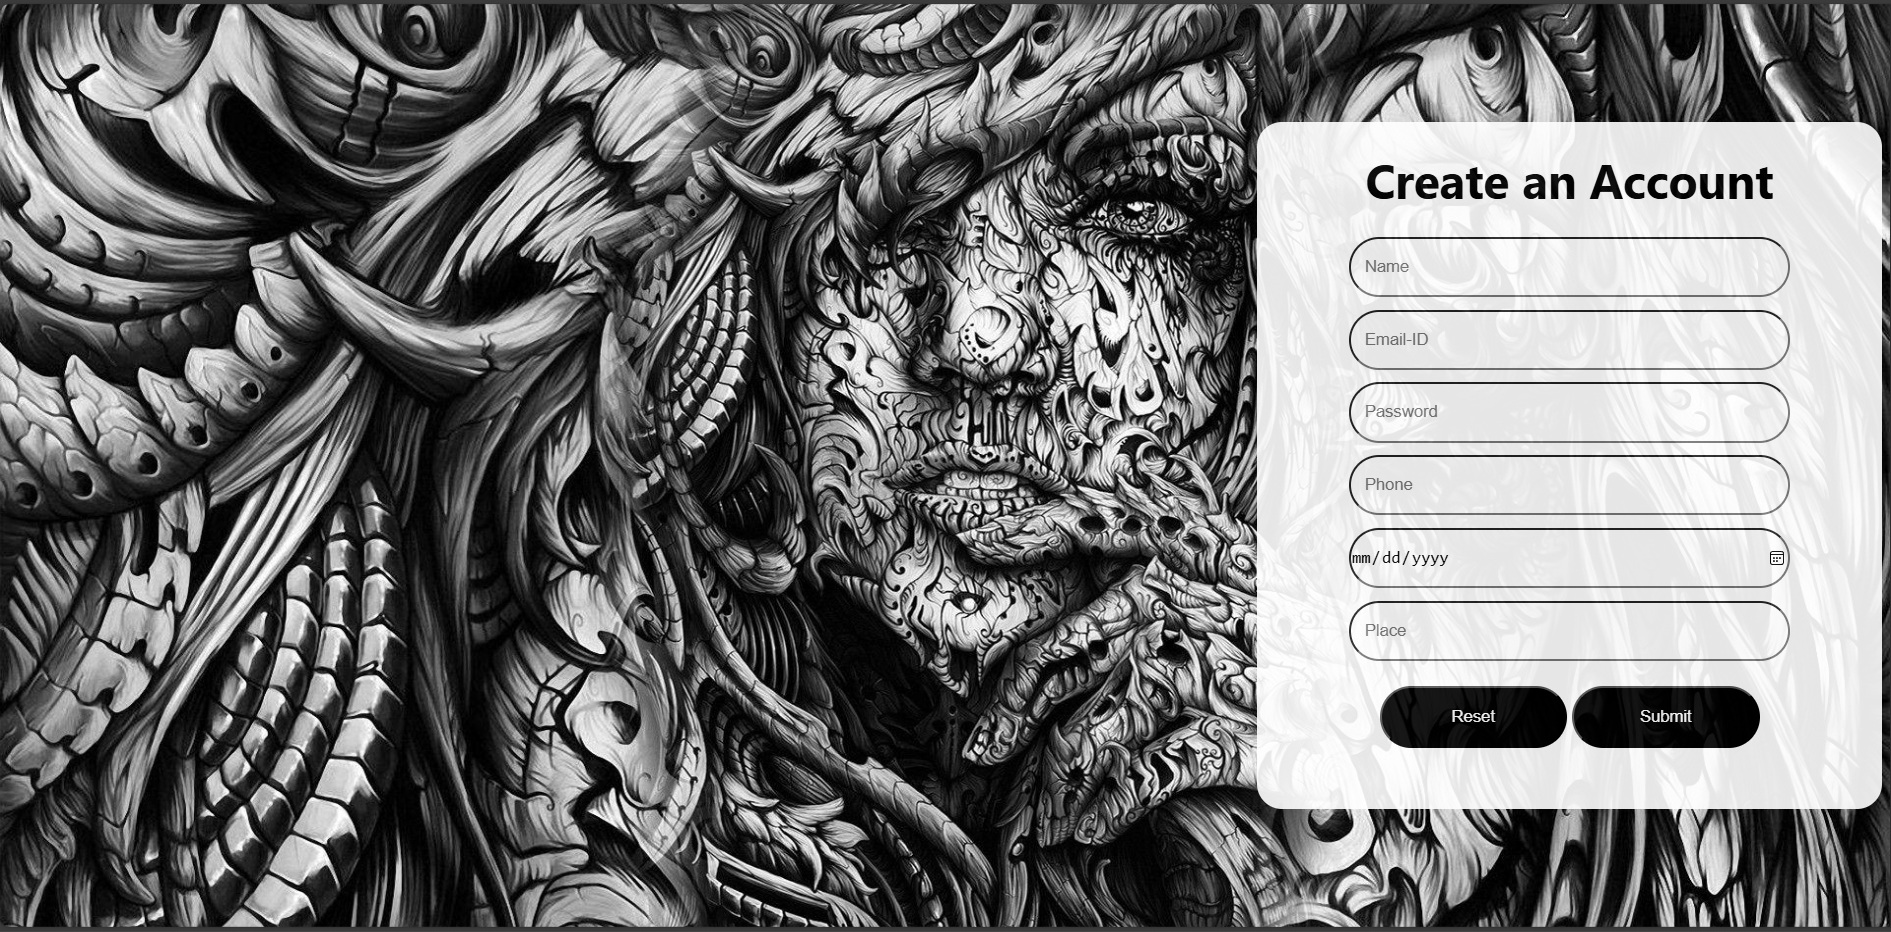 Create an Account
Name
Email-ID
Password
Phone
mm/dd/yyyy
Place
Reset Submit